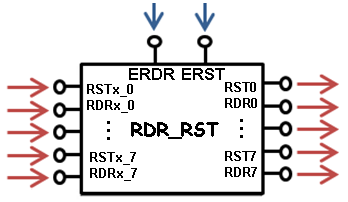 ERDR ERST
RSTx_0 RST0
RDRx_0 RDR0
RDR_RST
RSTx_7 RST7
RDRx_7 RDR7